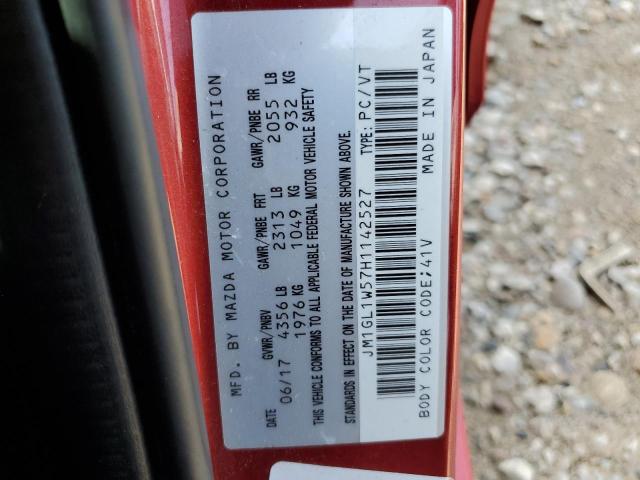 MFD. BY MAZDA MOTOR CORPORATION
DATE GVWR/PNBV GAWR/PNBE FRT GAWR/PNBE RR
06/17 4356 LB 2313 LB 2055 LB
1976 KG 1049 KG 932 KG
THIS VEHICLE CONFORMS TO ALL APPLICABLE FEDERAL MOTOR VEHICLE SAFETY
STANDARDS IN EFFECT ON THE DATE OF MANUFACTURE SHOWN ABOVE.
JM1GL1W57H1142527 TYPE: PC/VT
BODY COLOR CODE;41V MADE IN JAPAN